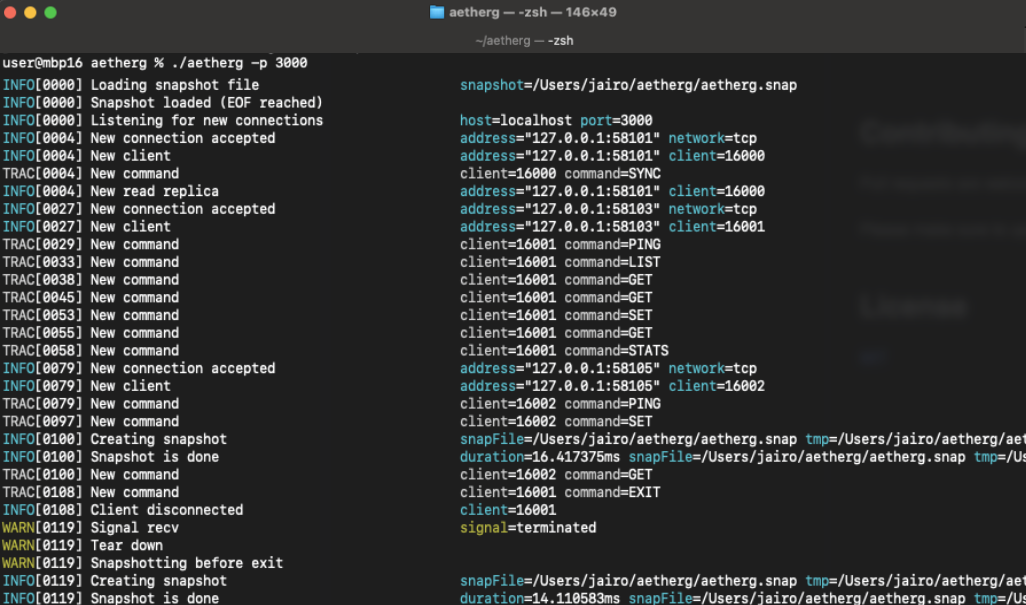 aetherg — -zsh — 146×49
~/aetherg — -zsh
user@mbp16 aetherg % ./aetherg -p 3000
INFO[0000] Loading snapshot file snapshot=/Users/jairo/aetherg/aetherg.snap
INFO[0000] Snapshot loaded (EOF reached)
INFO[0000] Listening for new connections host=localhost port=3000
INFO[0004] New connection accepted address="127.0.0.1:58101" network=tcp
INFO[0004] New client address="127.0.0.1:58101" client=16000
TRAC[0004] New command client=16000 command=SYNC
INFO[0004] New read replica address="127.0.0.1:58101" client=16000
INFO[0027] New connection accepted address="127.0.0.1:58103" network=tcp
INFO[0027] New client address="127.0.0.1:58103" client=16001
TRAC[0029] New command client=16001 command=PING
TRAC[0033] New command client=16001 command=LIST
TRAC[0038] New command client=16001 command=GET
TRAC[0045] New command client=16001 command=GET
TRAC[0053] New command client=16001 command=SET
TRAC[0055] New command client=16001 command=GET
TRAC[0058] New command client=16001 command=STATS
INFO[0079] New connection accepted address="127.0.0.1:58105" network=tcp
INFO[0079] New client address="127.0.0.1:58105" client=16002
TRAC[0079] New command client=16002 command=PING
TRAC[0097] New command client=16002 command=SET
INFO[0100] Creating snapshot snapFile=/Users/jairo/aetherg/aetherg.snap tmp=/Users/jairo/aetherg/aet
INFO[0100] Snapshot is done duration=16.417375ms snapFile=/Users/jairo/aetherg/aetherg.snap tmp=/Us
TRAC[0100] New command client=16002 command=GET
TRAC[0108] New command client=16001 command=EXIT
INFO[0108] Client disconnected client=16001
WARN[0119] Signal recv signal=terminated
WARN[0119] Tear down
WARN[0119] Snapshotting before exit
INFO[0119] Creating snapshot snapFile=/Users/jairo/aetherg/aetherg.snap tmp=/Users/jairo/aetherg/aet
INFO[0119] Snapshot is done duration=14.110583ms snapFile=/Users/jairo/aetherg/aetherg.snap tmp=/Us
Contributing
License